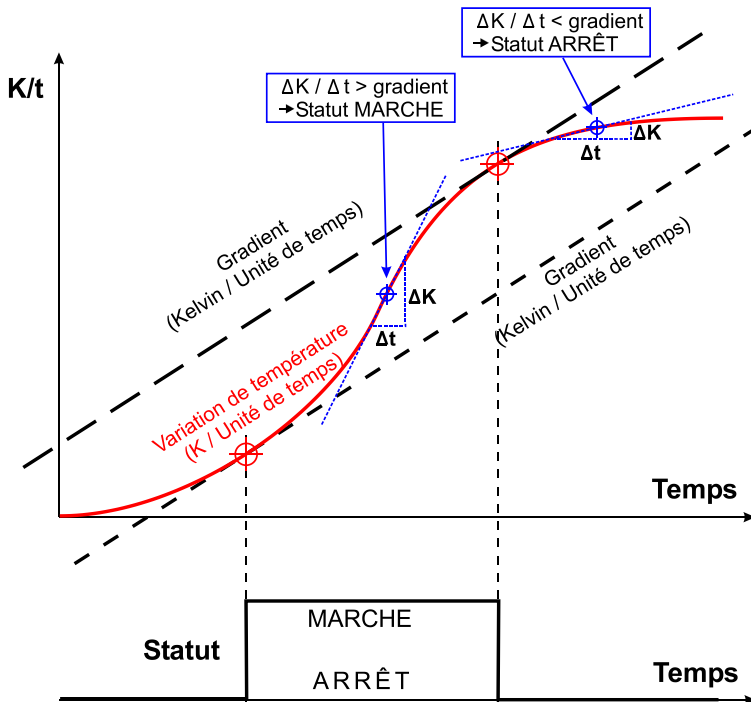 ΔK / Δt < gradient
→Statut ARRÊT
K/t
ΔK / Δt > gradient
→Statut MARCHE
ΔK
Δt
Gradient
(Kelvin / Unité de temps)
Gradient
(Kelvin / Unité de temps)
ΔK
Δt
Variation de température
(K / Unité de temps)
Temps
MARCHE
Statut
ARRÊT
Temps